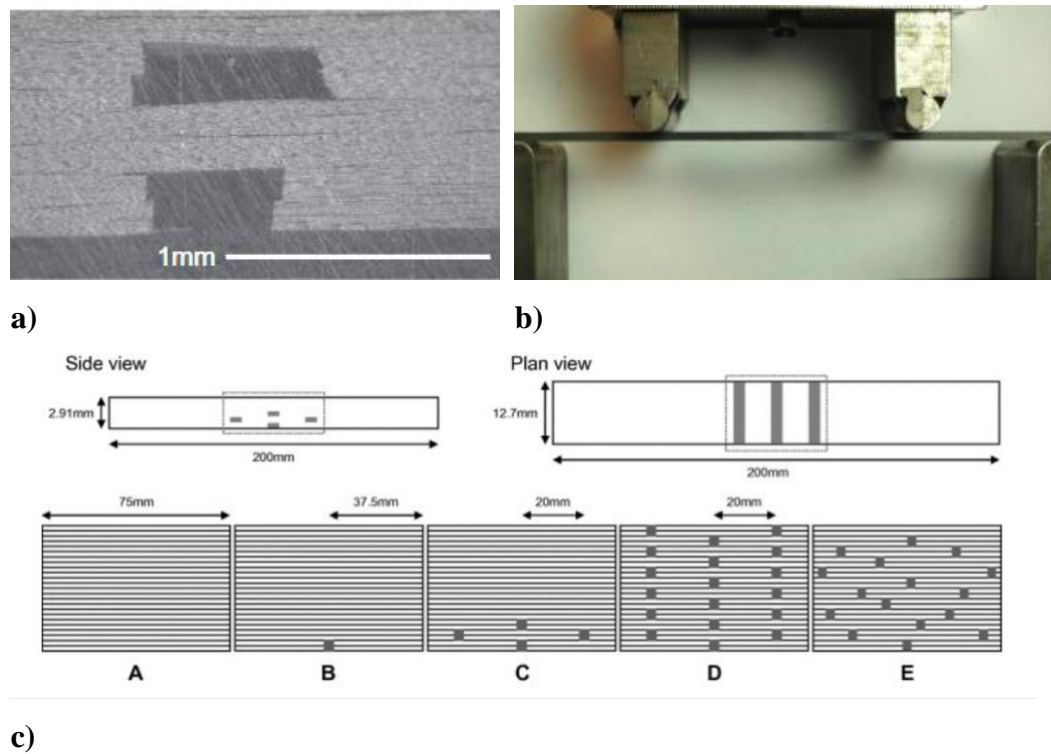 1mm
a)
b)
Side view
Plan view
2.91mm
12.7mm
200mm
200mm
75mm
37.5mm
20mm
20mm
A
B
C
D
E
c)